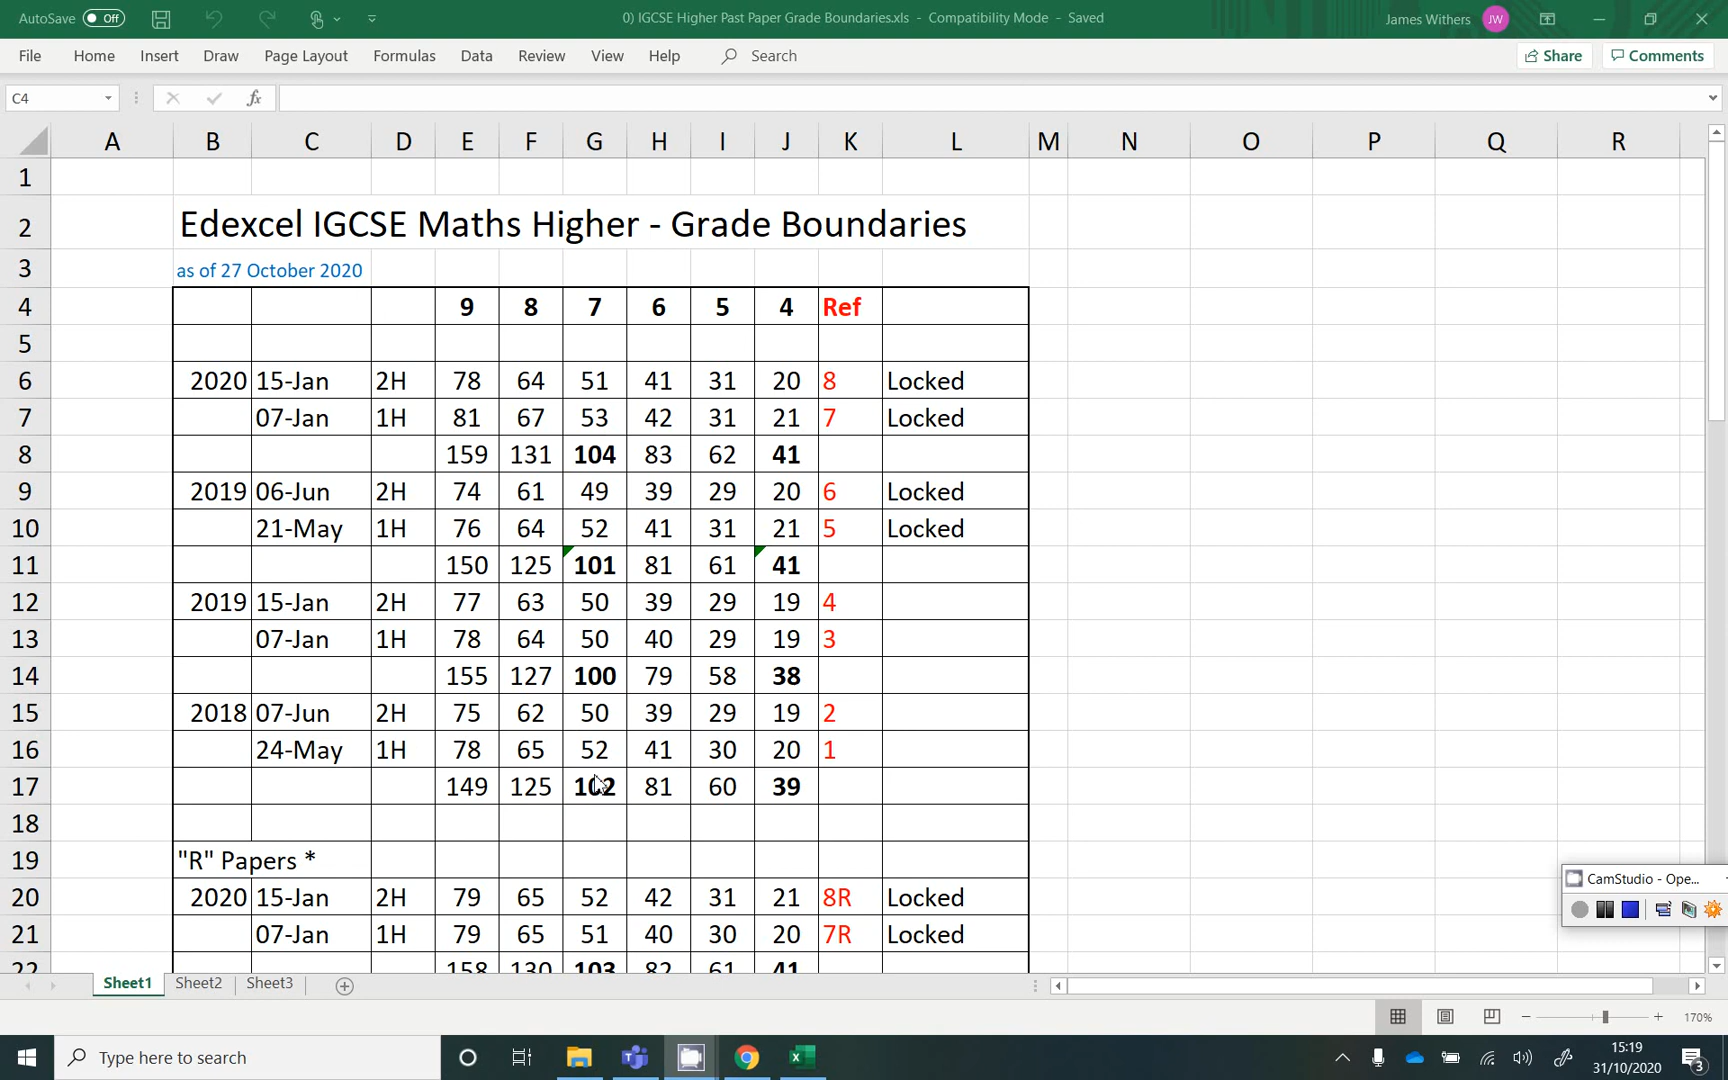 AutoSave Off 0) IGCSE Higher Past Paper Grade Boundaries.xls - Compatibility Mode - Saved James Withers JW
File Home Insert Draw Page Layout Formulas Data Review View Help Search Share Comments
C4 fx
A B C D E F G H I J K L M N O P Q R
1
2 Edexcel IGCSE Maths Higher - Grade Boundaries
3 as of 27 October 2020
4 9 8 7 6 5 4 Ref
5
6 2020 15-Jan 2H 78 64 51 41 31 20 8 Locked
7 07-Jan 1H 81 67 53 42 31 21 7 Locked
8 159 131 104 83 62 41
9 2019 06-Jun 2H 74 61 49 39 29 20 6 Locked
10 21-May 1H 76 64 52 41 31 21 5 Locked
11 150 125 101 81 61 41
12 2019 15-Jan 2H 77 63 50 39 29 19 4
13 07-Jan 1H 78 64 50 40 29 19 3
14 155 127 100 79 58 38
15 2018 07-Jun 2H 75 62 50 39 29 19 2
16 24-May 1H 78 65 52 41 30 20 1
17 149 125 102 81 60 39
18
19 "R" Papers *
20 2020 15-Jan 2H 79 65 52 42 31 21 8R Locked
21 07-Jan 1H 79 65 51 40 30 20 7R Locked
22 158 130 103 82 61 41
CamStudio - Ope...
Sheet1 Sheet2 Sheet3
170%
Type here to search
15:19
31/10/2020
3